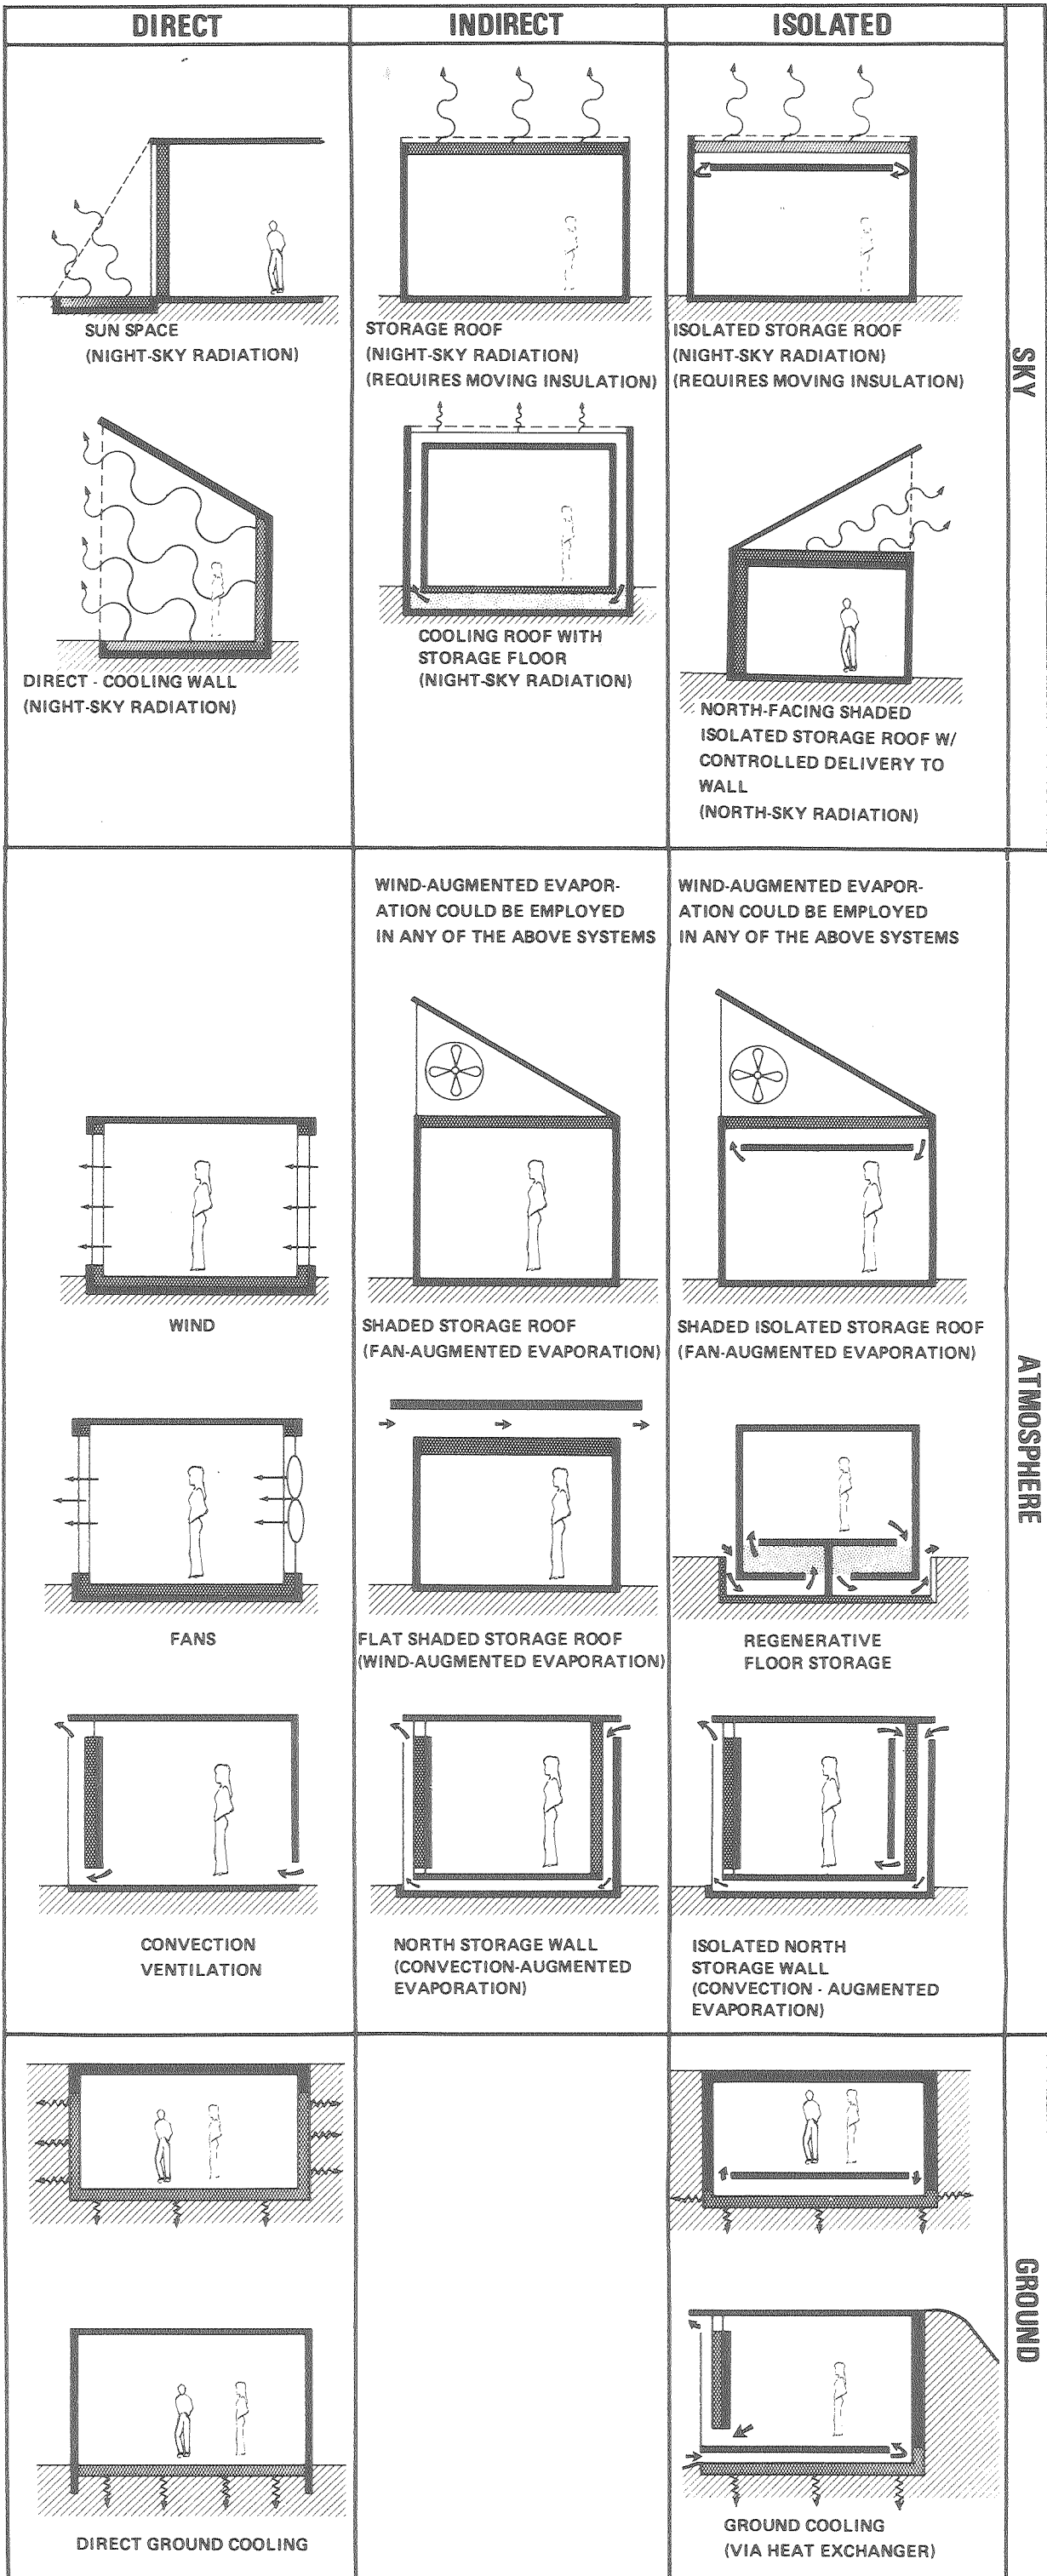 DIRECT
INDIRECT
ISOLATED
SKY
SUN SPACE
(NIGHT-SKY RADIATION)
STORAGE ROOF
(NIGHT-SKY RADIATION)
(REQUIRES MOVING INSULATION)
ISOLATED STORAGE ROOF
(NIGHT-SKY RADIATION)
(REQUIRES MOVING INSULATION)
DIRECT - COOLING WALL
(NIGHT-SKY RADIATION)
COOLING ROOF WITH
STORAGE FLOOR
(NIGHT-SKY RADIATION)
NORTH-FACING SHADED
ISOLATED STORAGE ROOF W/
CONTROLLED DELIVERY TO
WALL
(NORTH-SKY RADIATION)
ATMOSPHERE
WIND-AUGMENTED EVAPOR-
ATION COULD BE EMPLOYED
IN ANY OF THE ABOVE SYSTEMS
WIND-AUGMENTED EVAPOR-
ATION COULD BE EMPLOYED
IN ANY OF THE ABOVE SYSTEMS
WIND
SHADED STORAGE ROOF
(FAN-AUGMENTED EVAPORATION)
SHADED ISOLATED STORAGE ROOF
(FAN-AUGMENTED EVAPORATION)
FANS
FLAT SHADED STORAGE ROOF
(WIND-AUGMENTED EVAPORATION)
REGENERATIVE
FLOOR STORAGE
CONVECTION
VENTILATION
NORTH STORAGE WALL
(CONVECTION-AUGMENTED
EVAPORATION)
ISOLATED NORTH
STORAGE WALL
(CONVECTION - AUGMENTED
EVAPORATION)
GROUND
DIRECT GROUND COOLING
GROUND COOLING
(VIA HEAT EXCHANGER)